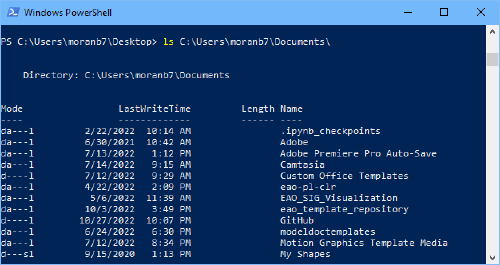 Windows PowerShell
PS C:\Users\moranb7\Desktop> ls C:\Users\moranb7\Documents\
Directory: C:\Users\moranb7\Documents
Mode LastWriteTime Length Name
---- ------------- ------ ----
da---l 2/22/2022 10:14 AM .ipynb_checkpoints
da---l 6/30/2021 10:42 AM Adobe
da---l 7/13/2022 1:12 PM Adobe Premiere Pro Auto-Save
da---l 7/14/2022 9:15 AM Camtasia
da---l 7/12/2022 9:29 AM Custom Office Templates
da---l 4/22/2022 2:09 PM eao-pl-clr
da---l 5/6/2022 11:39 AM EAO_SIG_Visualization
da---l 10/3/2022 3:49 PM eao_template_repository
d----l 10/27/2022 10:07 PM GitHub
da---l 6/24/2022 6:30 PM modeldoctemplates
da---l 7/12/2022 8:34 PM Motion Graphics Template Media
d---sl 9/15/2020 1:13 PM My Shapes